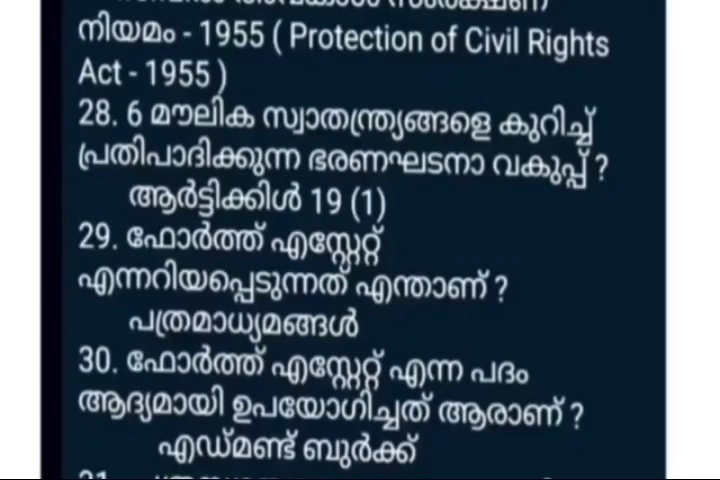 നിയമം - 1955 ( Protection of Civil Rights
Act - 1955 )
28. 6 മൗലിക സ്വാതന്ത്ര്യങ്ങളെ കുറിച്ച്
പ്രതിപാദിക്കുന്ന ഭരണഘടനാ വകുപ്പ് ?
ആർട്ടിക്കിൾ 19 (1)
29. ഫോർത്ത് എസ്റ്റേറ്റ്
എന്നറിയപ്പെടുന്നത് എന്താണ് ?
പത്രമാധ്യമങ്ങൾ
30. ഫോർത്ത് എസ്റ്റേറ്റ് എന്ന പദം
ആദ്യമായി ഉപയോഗിച്ചത് ആരാണ് ?
എഡ്മണ്ട് ബുർക്ക്